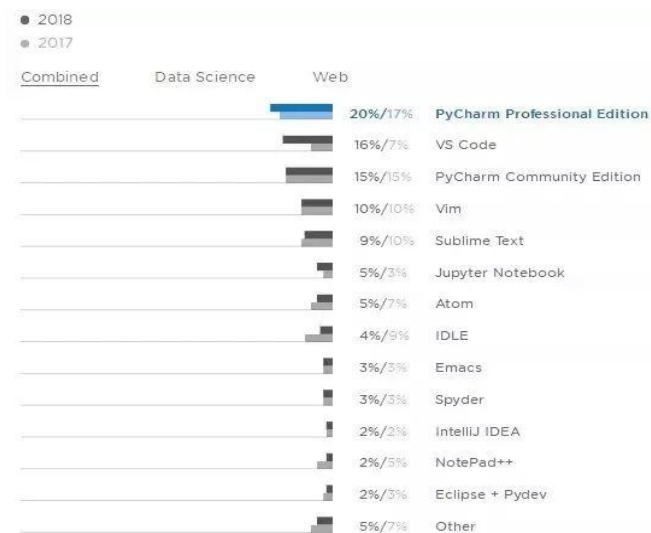 2018
2017
Combined Data Science Web
20%/17% PyCharm Professional Edition
16%/7% VS Code
15%/15% PyCharm Community Edition
10%/10% Vim
9%/10% Sublime Text
5%/3% Jupyter Notebook
5%/7% Atom
4%/9% IDLE
3%/3% Emacs
3%/3% Spyder
2%/2% IntelliJ IDEA
2%/5% NotePad++
2%/3% Eclipse + Pydev
5%/7% Other